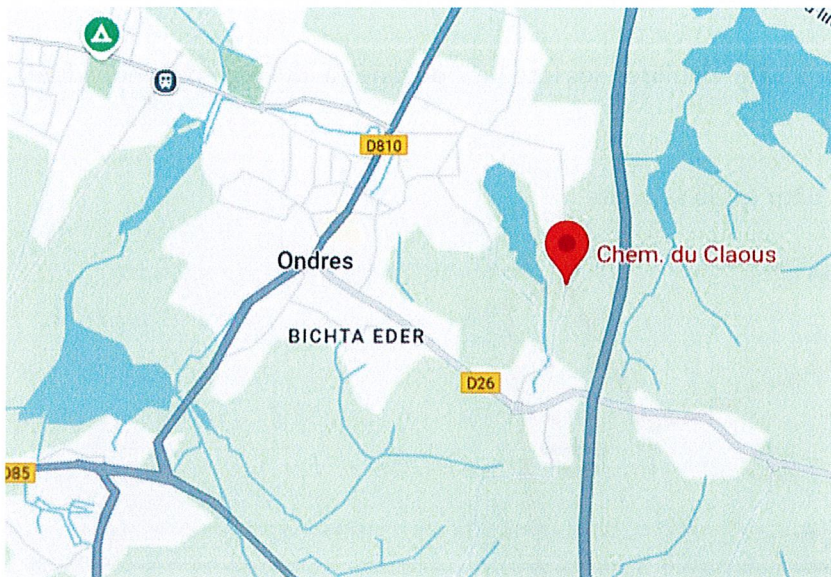 D810
Chem. du Claous
Ondres
BICHTA EDER
D26
D85